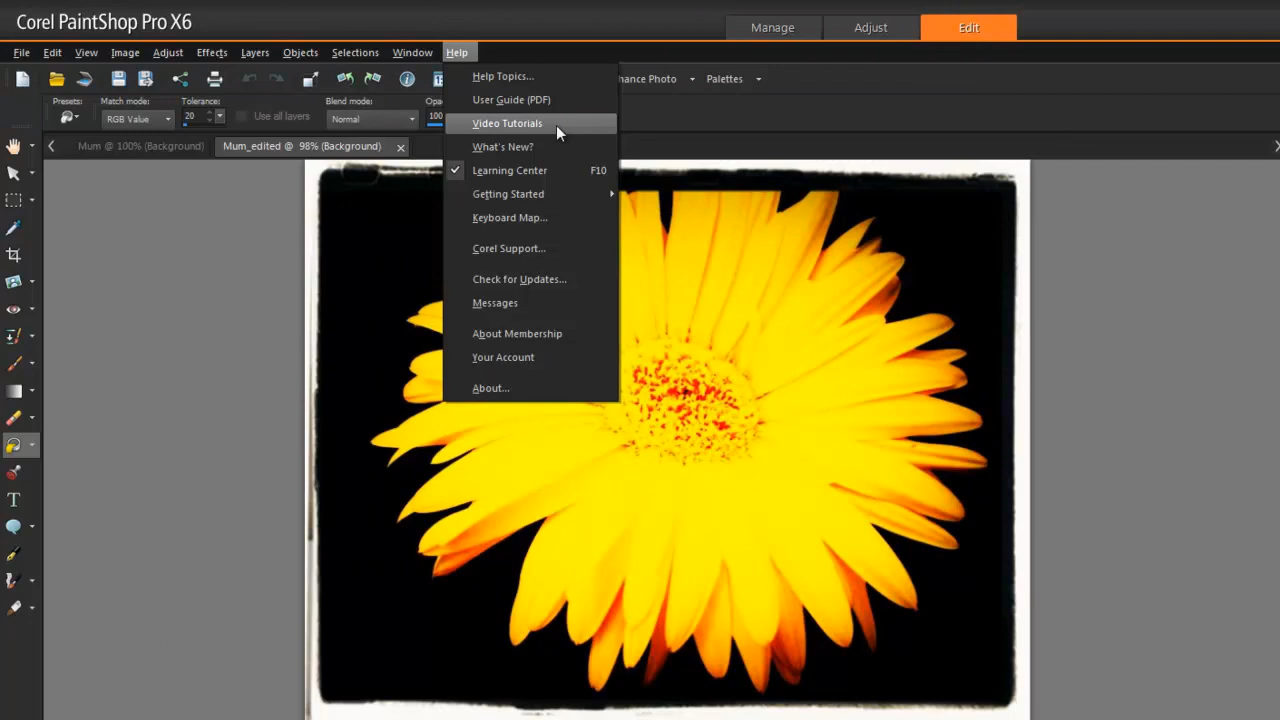 Corel PaintShop Pro X6
Manage
Adjust
Edit
File Edit View Image Adjust Effects Layers Objects Selections Window Help
hance Photo
Palettes
Presets:
Match mode:
RGB Value
Tolerance:
20
Use all layers
Blend mode:
Normal
Opa
100
Mum @ 100% (Background)
Mum_edited @ 98% (Background)
Help Topics...
User Guide (PDF)
Video Tutorials
What's New?
Learning Center F10
Getting Started
Keyboard Map...
Corel Support...
Check for Updates...
Messages
About Membership
Your Account
About...